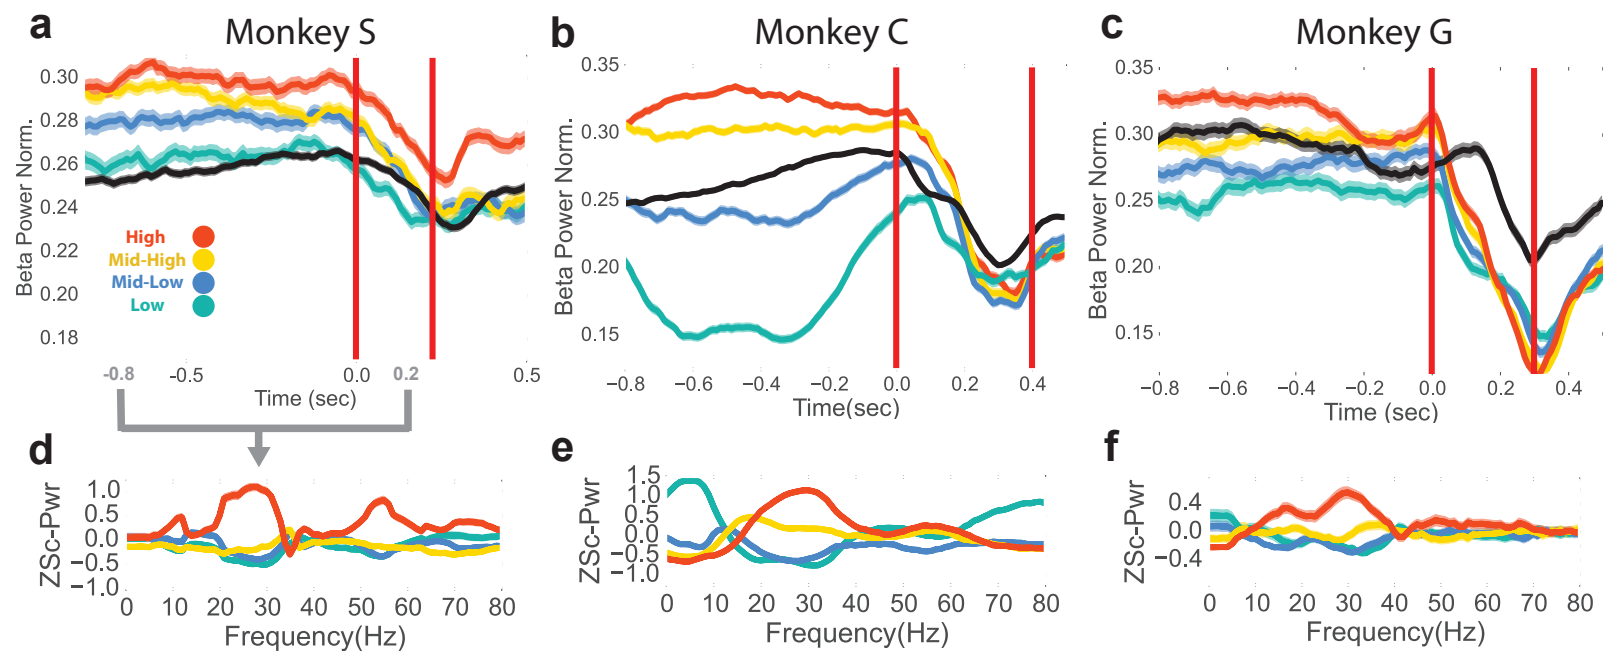 a Monkey S
b Monkey C
c Monkey G
Beta Power Norm.
0.30
0.28
0.26
0.24
0.22
0.20
0.18
High
Mid-High
Mid-Low
Low
-0.8 -0.5 0.0 0.2 0.5
Time (sec)
Beta Power Norm.
0.35
0.30
0.25
0.20
0.15
−0.8 −0.6 −0.4 −0.2 0.0 0.2 0.4
Time(sec)
Beta Power Norm.
0.35
0.30
0.25
0.20
0.15
−0.8 −0.6 −0.4 −0.2 0.0 0.2 0.4
Time (sec)
d
ZSc-Pwr
1.0
0.5
0.0
−0.5
−1.0
0 10 20 30 40 50 60 70 80
Frequency(Hz)
e
ZSc-Pwr
1.5
1.0
0.5
0.0
−0.5
−1.0
0 10 20 30 40 50 60 70 80
Frequency(Hz)
f
ZSc-Pwr
0.4
0.0
−0.4
0 10 20 30 40 50 60 70 80
Frequency(Hz)